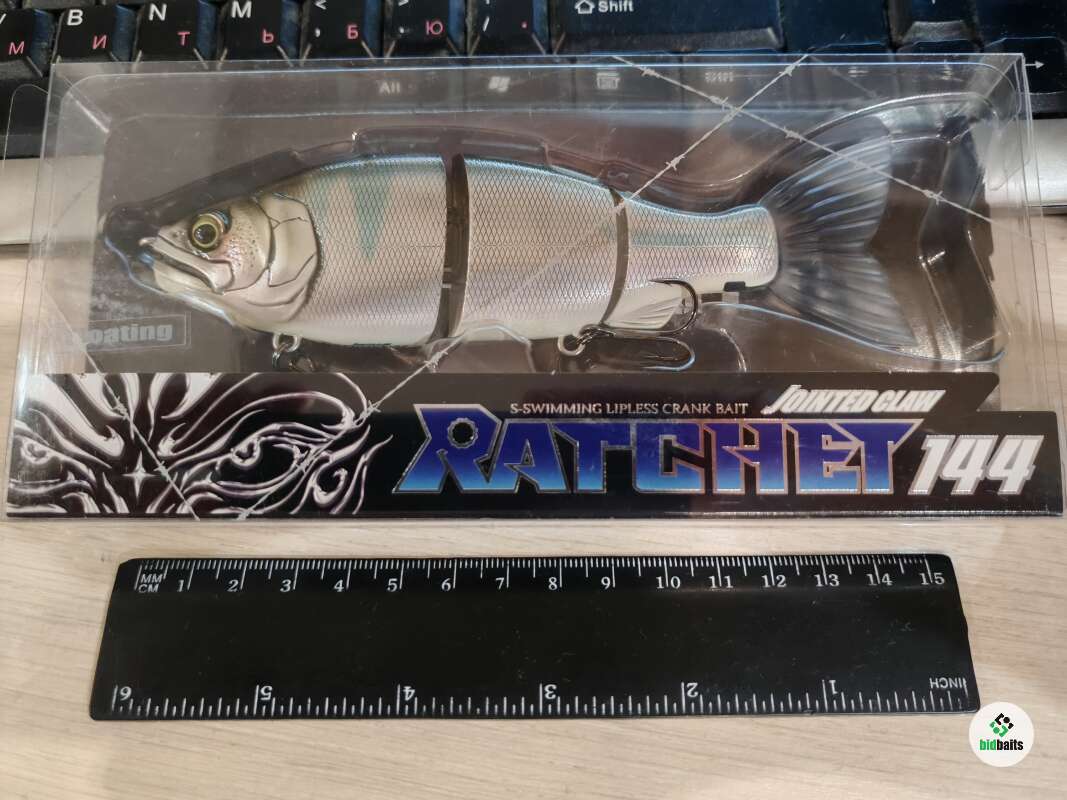 B N M Shift
М И Т Ь Б Ю
Alt
oating
S-SWIMMING LIPLESS CRANK BAIT JOINTED CLAW
RATCHET 144
MM 1 2 3 4 5 6 7 8 9 10 11 12 13 14 15
CM
6 5 4 3 2 1 INCH
bidbaits